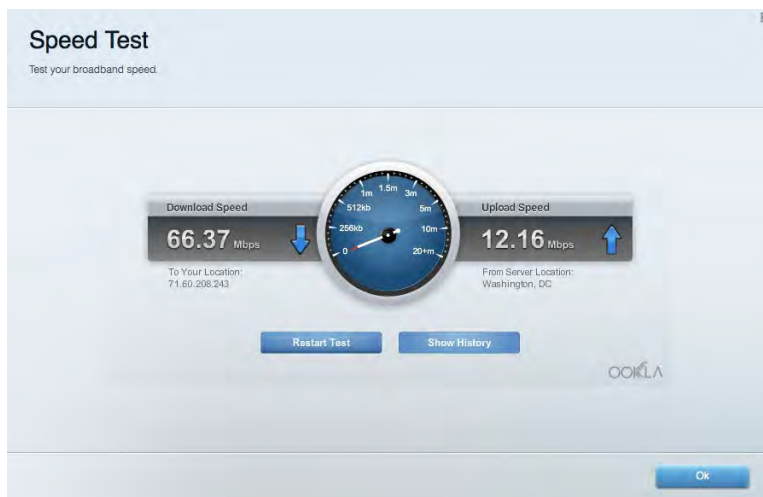 Speed Test
Test your broadband speed.
Download Speed
66.37 Mbps
To Your Location:
71.60.208.243
0
256kb
512kb
1m
1.5m
3m
5m
10m
20+m
Upload Speed
12.16 Mbps
From Server Location:
Washington, DC
Restart Test
Show History
OOKLA
Ok